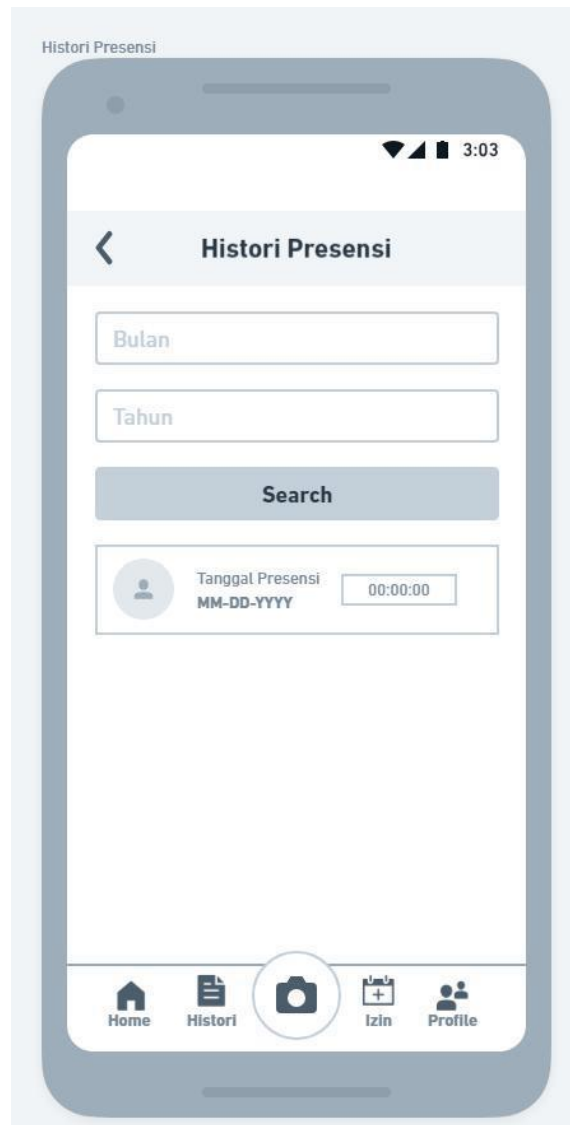 Histori Presensi
3:03
Histori Presensi
Bulan
Tahun
Search
Tanggal Presensi
MM-DD-YYYY
00:00:00
Home
Histori
Izin
Profile